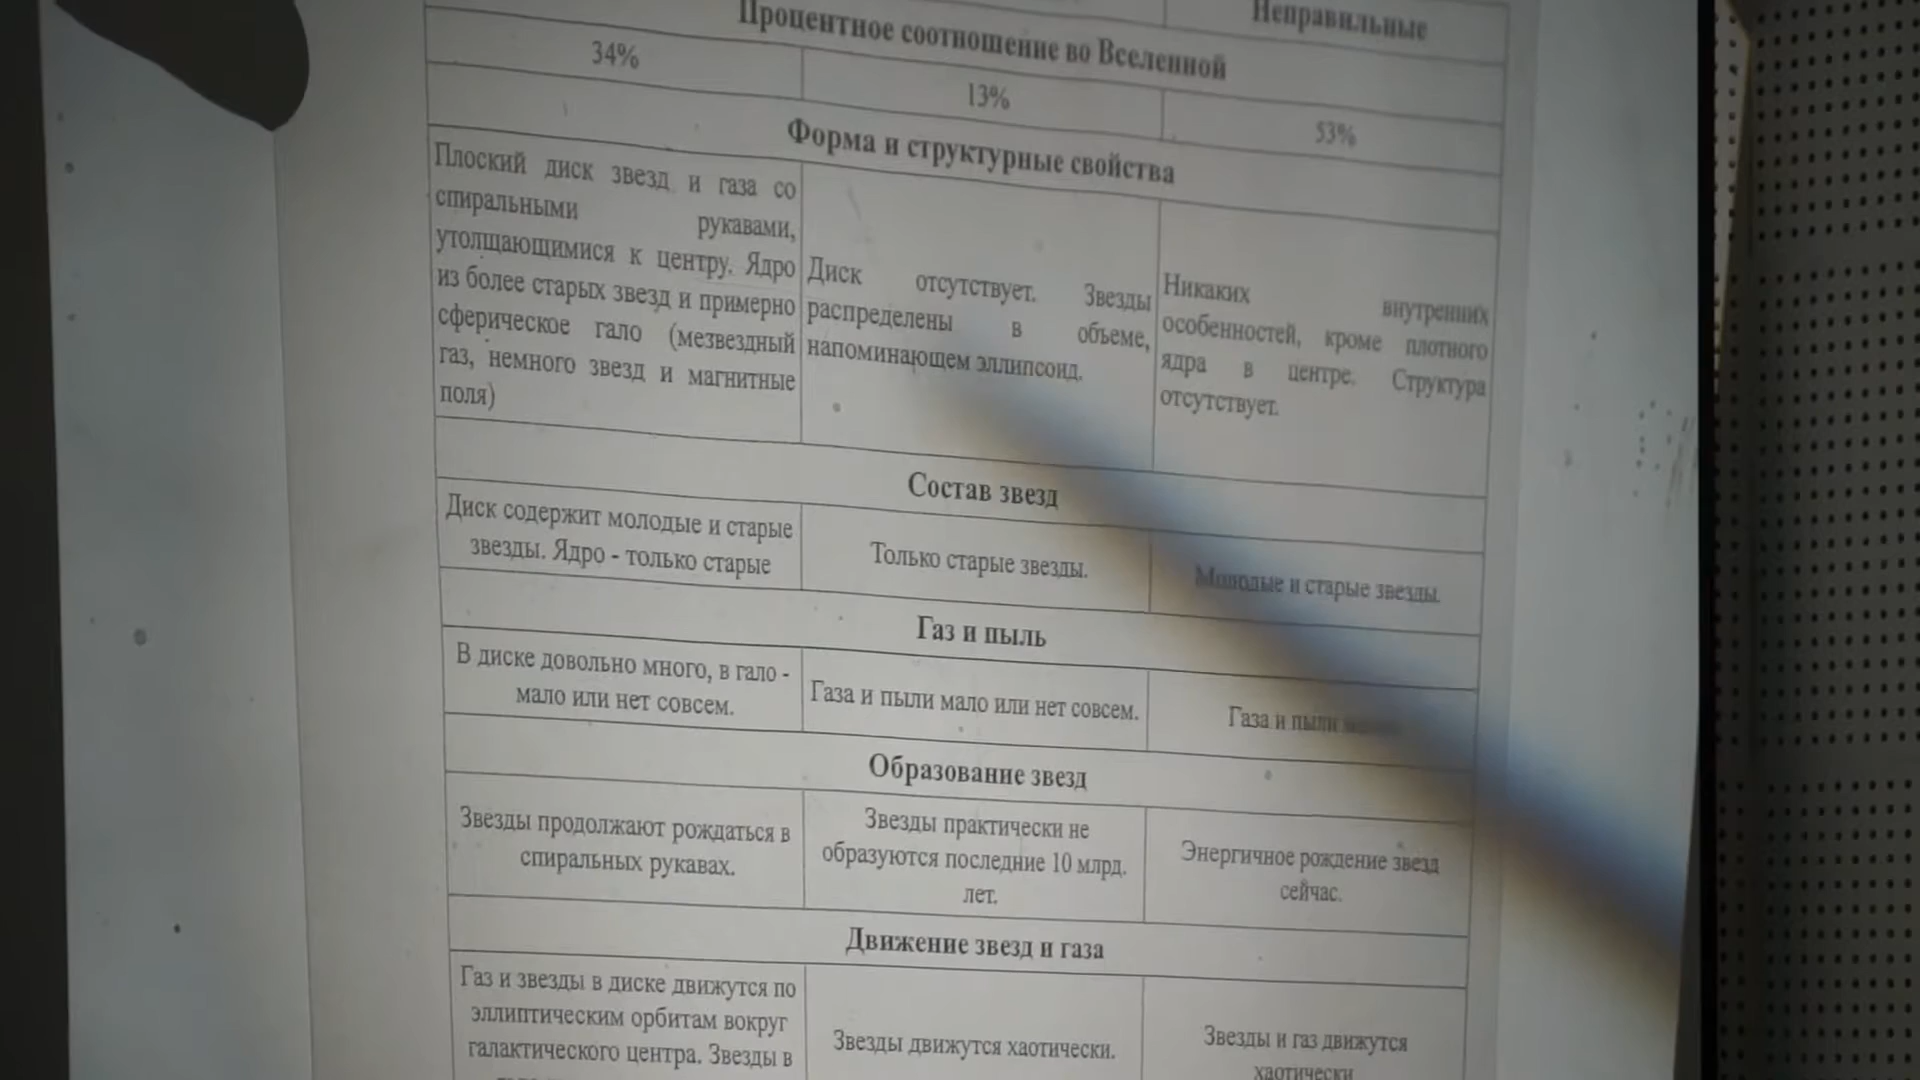 Неправильные
Процентное соотношение во Вселенной
34%
13%
53%
Форма и структурные свойства
Плоский диск звезд и газа со
спиральными рукавами,
утолщающимися к центру. Ядро
из более старых звезд и примерно
сферическое гало (мезвездный
газ, немного звезд и магнитные
поля)
Диск отсутствует. Звезды
распределены в объеме,
напоминающем эллипсоид.
Никаких внутренних
особенностей, кроме плотного
ядра в центре. Структура
отсутствует.
Состав звезд
Диск содержит молодые и старые
звезды. Ядро - только старые
Только старые звезды.
Молодые и старые звезды.
Газ и пыль
В диске довольно много, в гало -
мало или нет совсем.
Газа и пыли мало или нет совсем.
Газа и пыли
Образование звезд
Звезды продолжают рождаться в
спиральных рукавах.
Звезды практически не
образуются последние 10 млрд.
лет.
Энергичное рождение звезд
сейчас.
Движение звезд и газа
Газ и звезды в диске движутся по
эллиптическим орбитам вокруг
галактического центра. Звезды в
Звезды движутся хаотически.
Звезды и газ движутся
хаотически